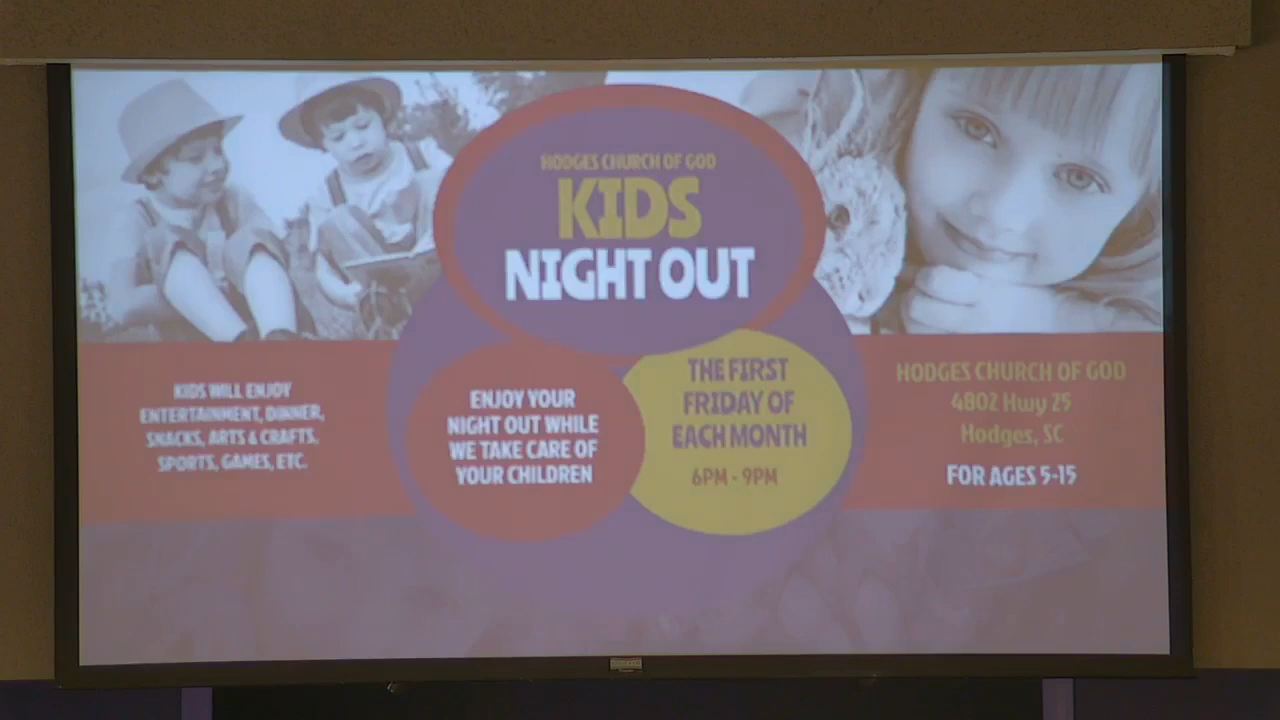 HODGES CHURCH OF GOD
KIDS
NIGHT OUT
KIDS WILL ENJOY
ENTERTAINMENT, DINNER,
SNACKS, ARTS & CRAFTS,
SPORTS, GAMES, ETC.
ENJOY YOUR
NIGHT OUT WHILE
WE TAKE CARE OF
YOUR CHILDREN
THE FIRST
FRIDAY OF
EACH MONTH
6PM - 9PM
HODGES CHURCH OF GOD
4802 Hwy 25
Hodges, SC
FOR AGES 5-15